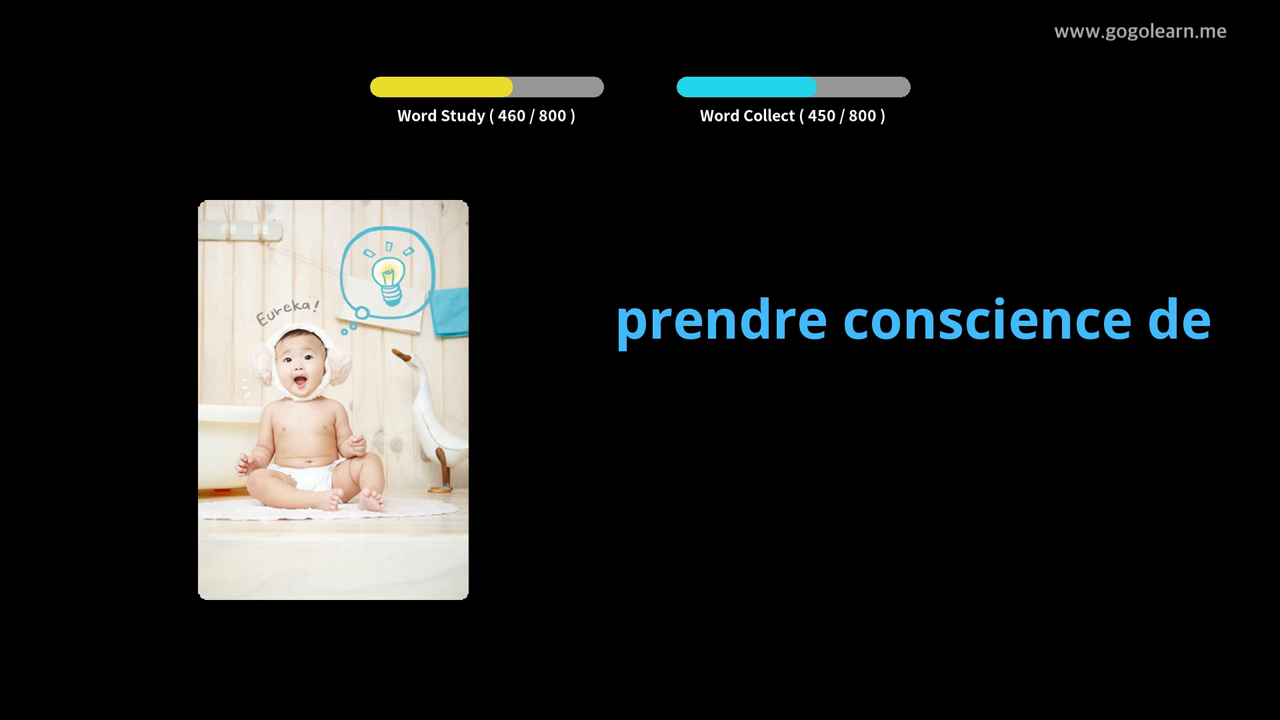 www.gogolearn.me
Word Study ( 460 / 800 )
Word Collect ( 450 / 800 )
Eureka!
prendre conscience de